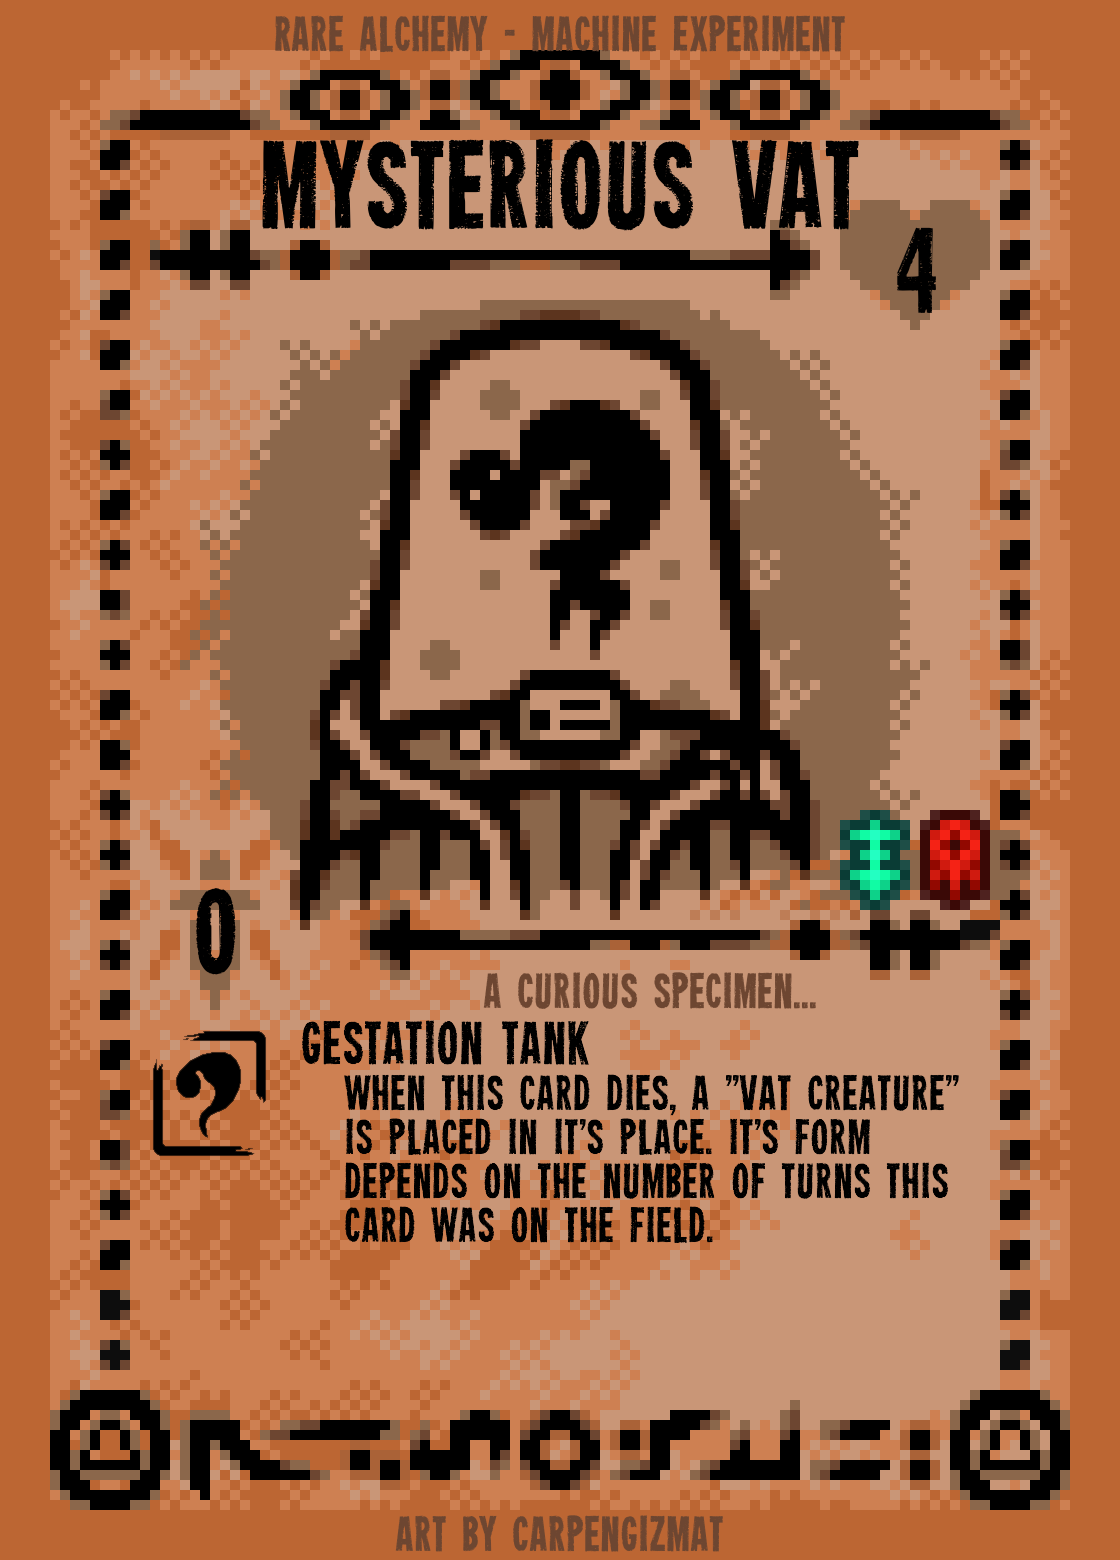 RARE ALCHEMY - MACHINE EXPERIMENT
MYSTERIOUS VAT
4
0
A CURIOUS SPECIMEN...
GESTATION TANK
WHEN THIS CARD DIES, A "VAT CREATURE"
IS PLACED IN IT'S PLACE. IT'S FORM
DEPENDS ON THE NUMBER OF TURNS THIS
CARD WAS ON THE FIELD.
ART BY CARPENGIZMAT